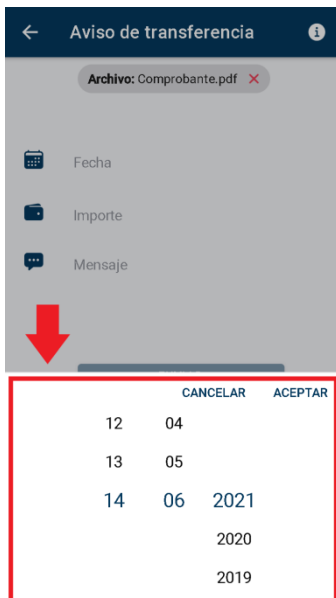 Aviso de transferencia
Archivo: Comprobante.pdf
Fecha
Importe
Mensaje
CANCELAR ACEPTAR
12 04
13 05
14 06 2021
2020
2019